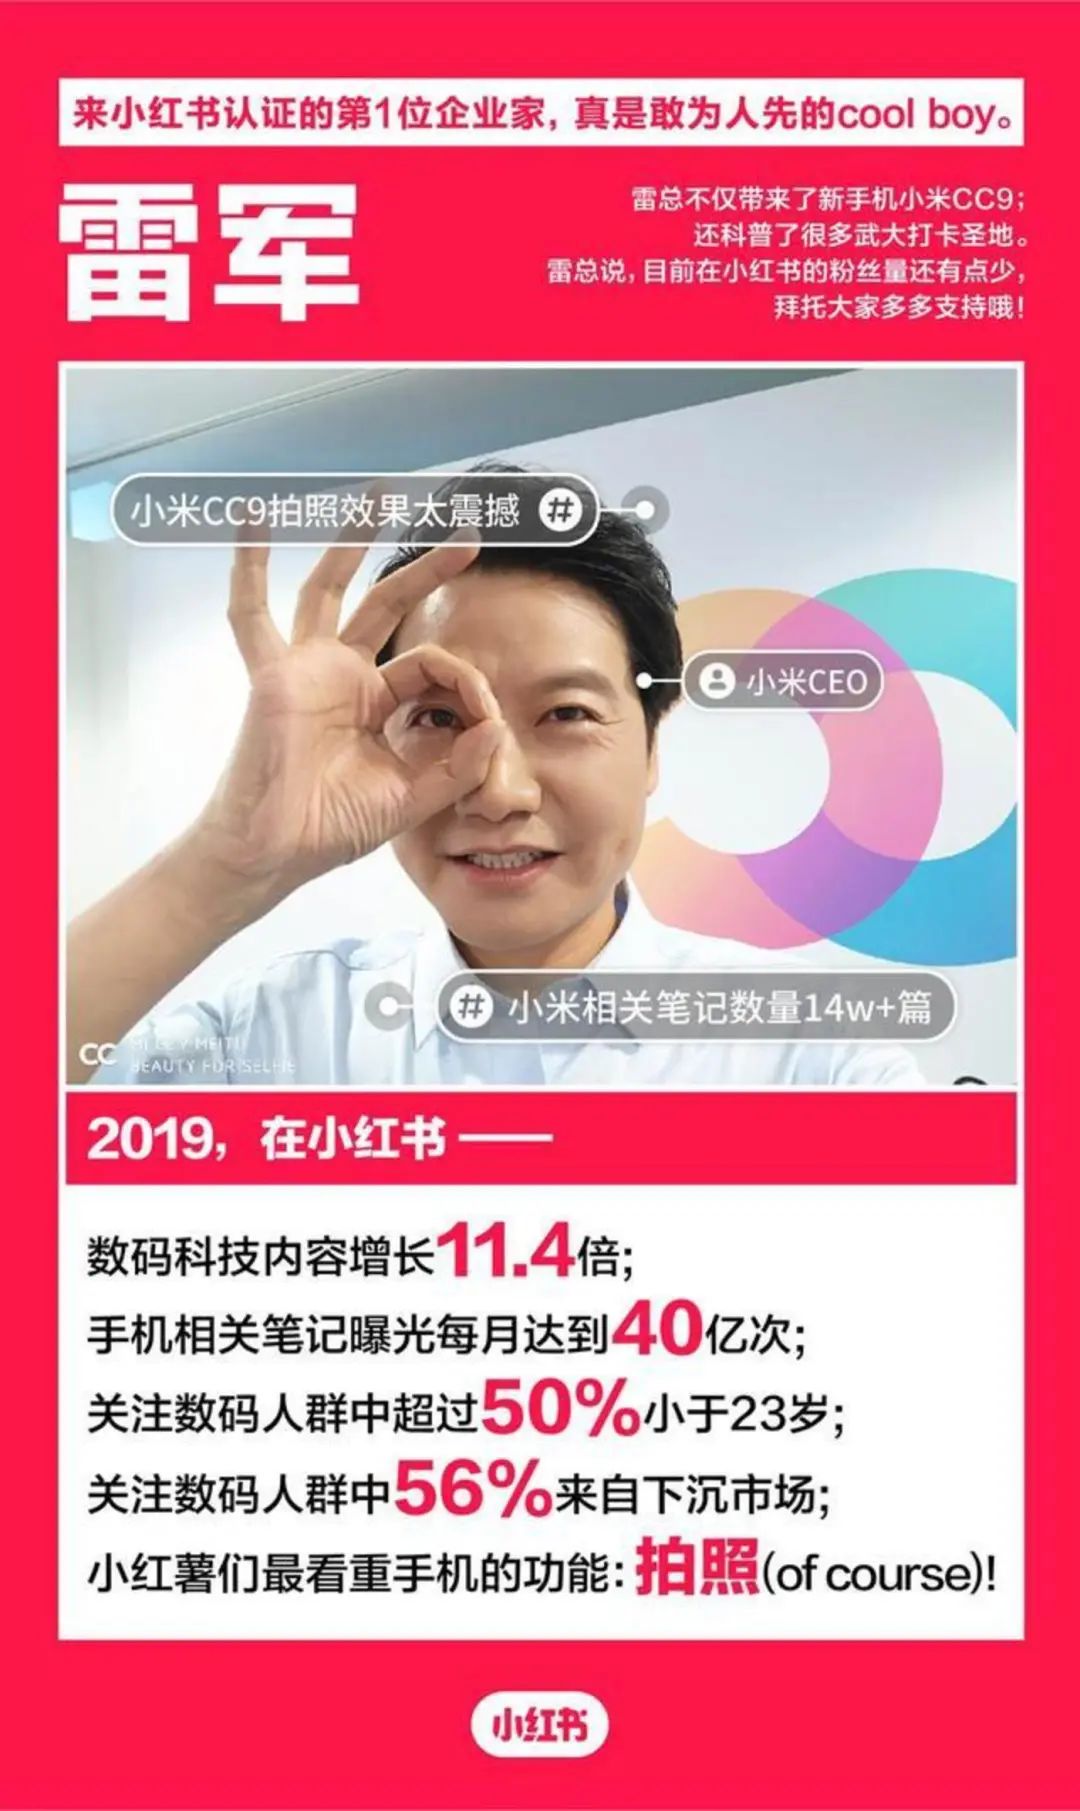 来小红书认证的第1位企业家，真是敢为人先的cool boy。
雷军
雷总不仅带来了新手机小米CC9；
还科普了很多武大打卡圣地。
雷总说，目前在小红书的粉丝量还有点少，
拜托大家多多支持哦！
小米CC9拍照效果太震撼 #
小米CEO
# 小米相关笔记数量14w+篇
CC
BEAUTY FOR SELFIE
2019，在小红书——
数码科技内容增长11.4倍；
手机相关笔记曝光每月达到40亿次；
关注数码人群中超过50%小于23岁；
关注数码人群中56%来自下沉市场；
小红薯们最看重手机的功能：拍照(of course)!
小红书